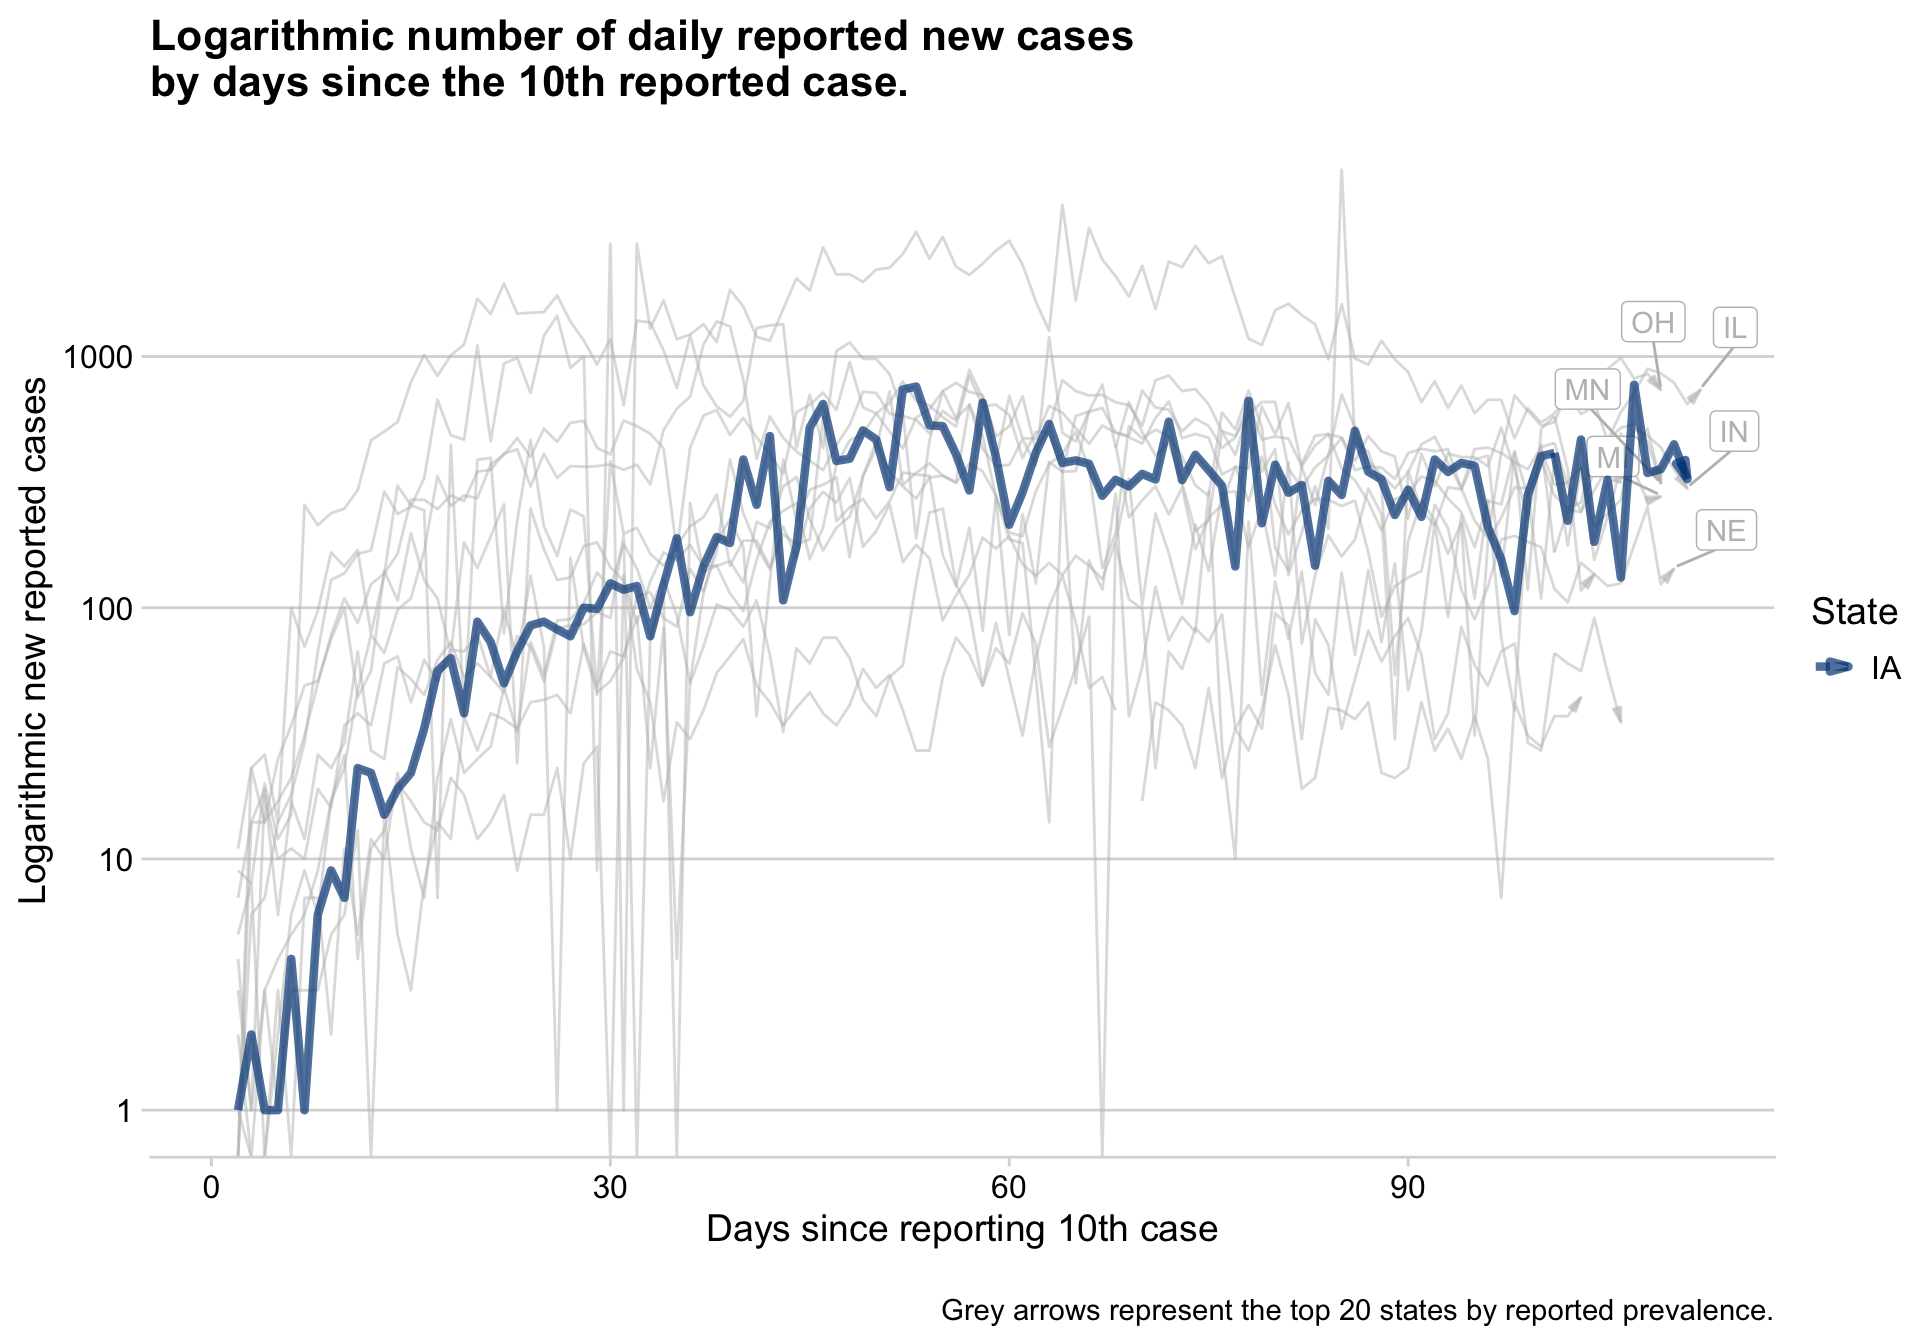 Logarithmic number of daily reported new cases
by days since the 10th reported case.
Logarithmic new reported cases
1000
100
10
1
OH
IL
MN
IN
NE
State
IA
0
30
60
90
Days since reporting 10th case
Grey arrows represent the top 20 states by reported prevalence.